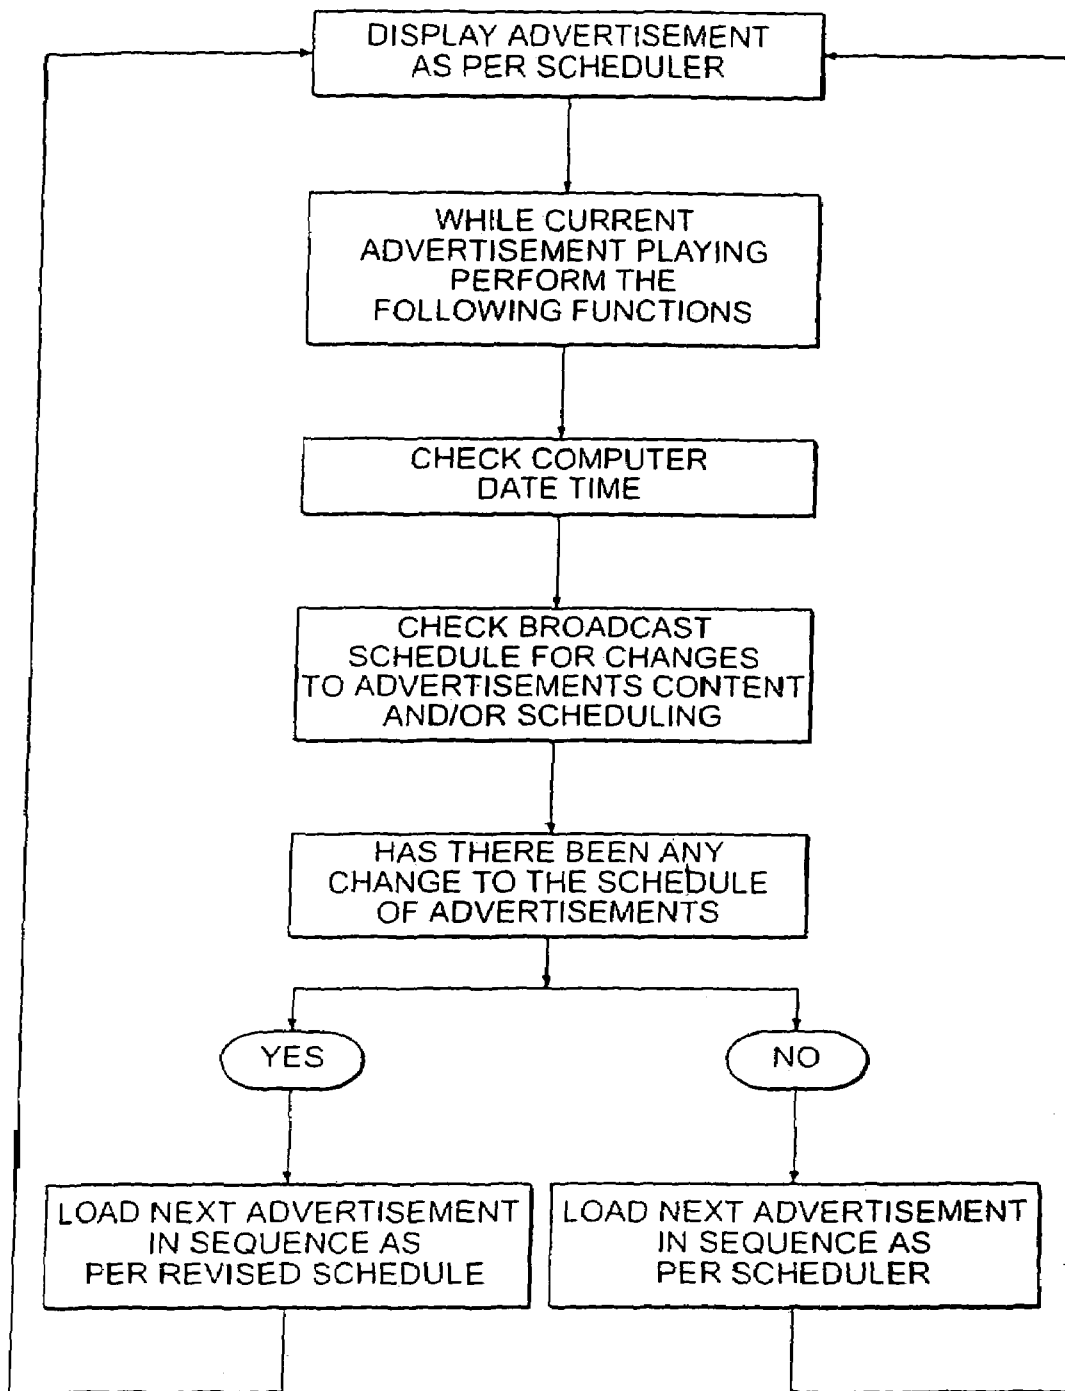 DISPLAY ADVERTISEMENT
AS PER SCHEDULER
WHILE CURRENT
ADVERTISEMENT PLAYING
PERFORM THE
FOLLOWING FUNCTIONS
CHECK COMPUTER
DATE TIME
CHECK BROADCAST
SCHEDULE FOR CHANGES
TO ADVERTISEMENTS CONTENT
AND/OR SCHEDULING
HAS THERE BEEN ANY
CHANGE TO THE SCHEDULE
OF ADVERTISEMENTS
YES
NO
LOAD NEXT ADVERTISEMENT
IN SEQUENCE AS
PER REVISED SCHEDULE
LOAD NEXT ADVERTISEMENT
IN SEQUENCE AS
PER SCHEDULER